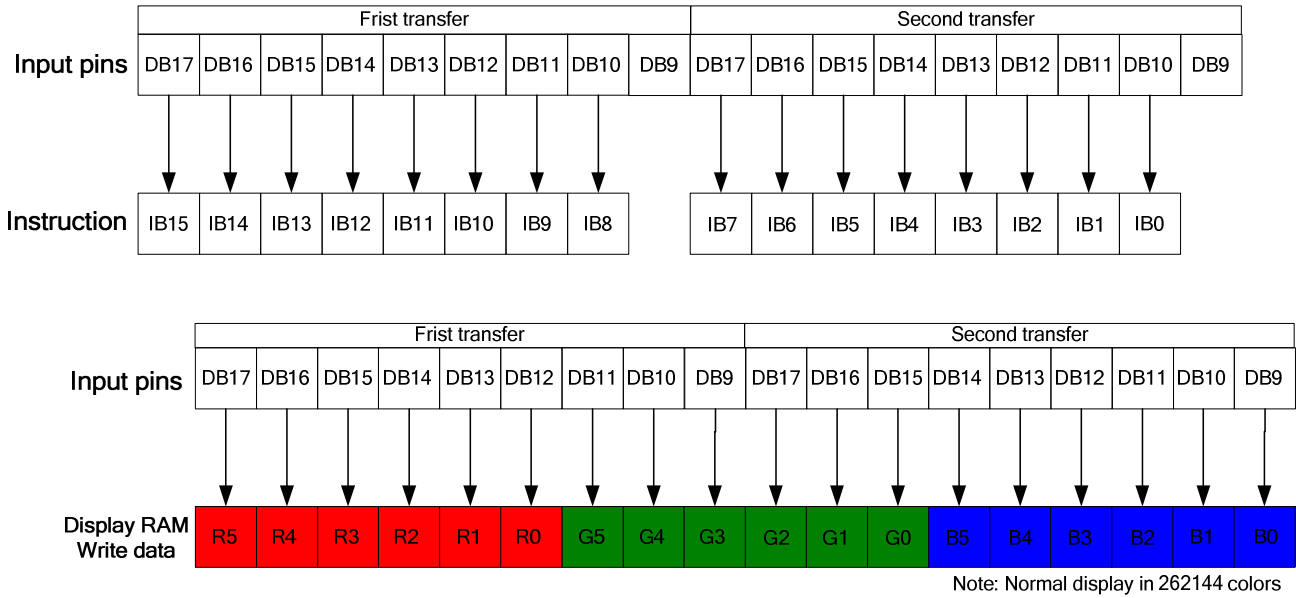 Frist transfer Second transfer
Input pins DB17 DB16 DB15 DB14 DB13 DB12 DB11 DB10 DB9 DB17 DB16 DB15 DB14 DB13 DB12 DB11 DB10 DB9
Instruction IB15 IB14 IB13 IB12 IB11 IB10 IB9 IB8 IB7 IB6 IB5 IB4 IB3 IB2 IB1 IB0
Frist transfer Second transfer
Input pins DB17 DB16 DB15 DB14 DB13 DB12 DB11 DB10 DB9 DB17 DB16 DB15 DB14 DB13 DB12 DB11 DB10 DB9
Display RAM
Write data R5 R4 R3 R2 R1 R0 G5 G4 G3 G2 G1 G0 B5 B4 B3 B2 B1 B0
Note: Normal display in 262144 colors